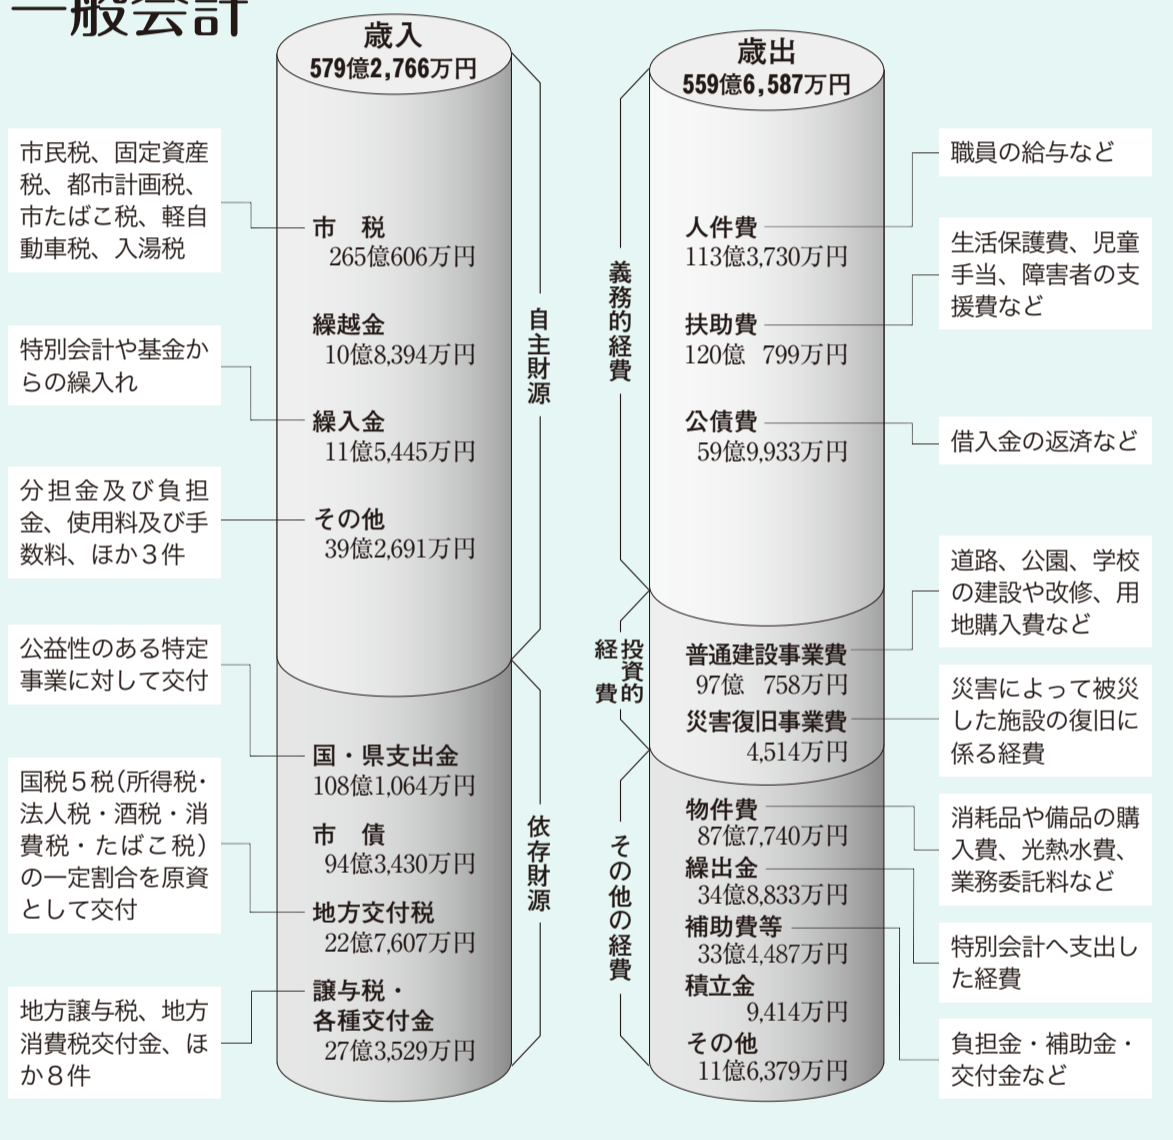 一般会計
歳入
579億2,766万円
市民税、固定資産
税、都市計画税、
市たばこ税、軽自
動車税、入湯税
市　税
265億606万円
繰越金
10億8,394万円
特別会計や基金か
らの繰入れ
繰入金
11億5,445万円
分担金及び負担
金、使用料及び手
数料、ほか３件
その他
39億2,691万円
自主財源
公益性のある特定
事業に対して交付
国・県支出金
108億1,064万円
市　債
94億3,430万円
国税５税（所得税・
法人税・酒税・消
費税・たばこ税）
の一定割合を原資
として交付
地方交付税
22億7,607万円
地方譲与税、地方
消費税交付金、ほ
か８件
譲与税・
各種交付金
27億3,529万円
依存財源
歳出
559億6,587万円
義務的経費
人件費
113億3,730万円
職員の給与など
扶助費
120億 799万円
生活保護費、児童
手当、障害者の支
援費など
公債費
59億9,933万円
借入金の返済など
投資的
経　費
普通建設事業費
97億 758万円
道路、公園、学校
の建設や改修、用
地購入費など
災害復旧事業費
4,514万円
災害によって被災
した施設の復旧に
係る経費
その他の経費
物件費
87億7,740万円
消耗品や備品の購
入費、光熱水費、
業務委託料など
繰出金
34億8,833万円
特別会計へ支出し
た経費
補助費等
33億4,487万円
負担金・補助金・
交付金など
積立金
9,414万円
その他
11億6,379万円